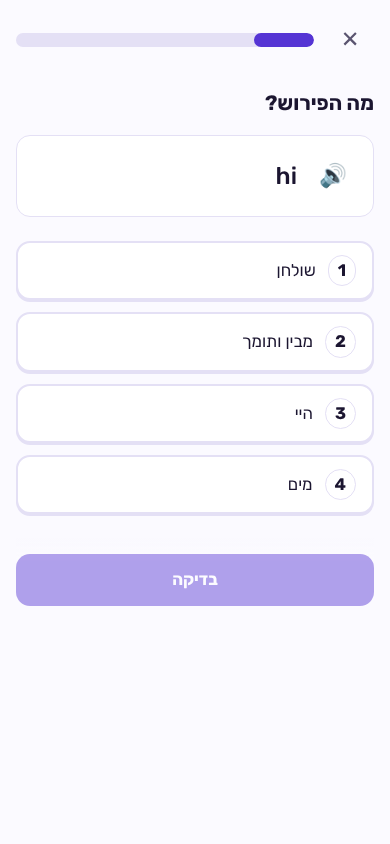 מה הפירוש?
hi
1 שולחן
2 מבין ותומך
3 היי
4 מים
בדיקה